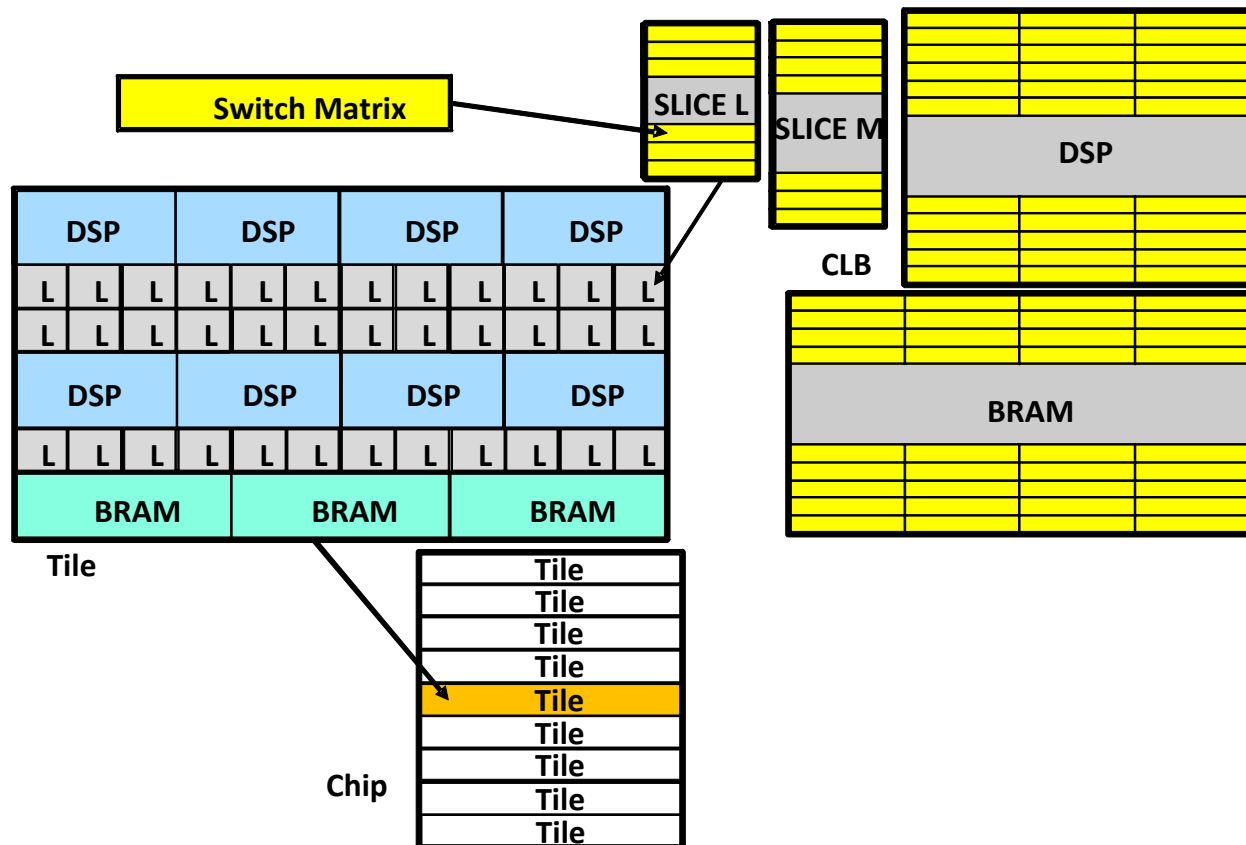 SLICE L
Switch Matrix
SLICE M
DSP
CLB
BRAM
DSP DSP DSP DSP
L L L L L L L L L L L L
L L L L L L L L L L L L
DSP DSP DSP DSP
L L L L L L L L L L L L
BRAM BRAM BRAM
Tile
Tile
Tile
Tile
Tile
Tile
Tile
Tile
Tile
Tile
Chip